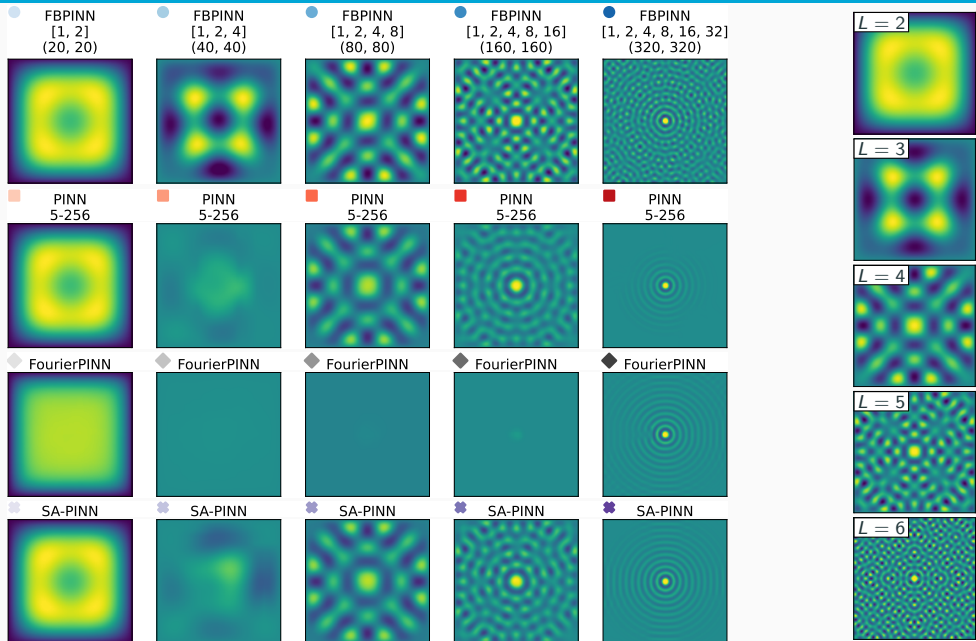 FBPINN FBPINN FBPINN FBPINN FBPINN
[1, 2] [1, 2, 4] [1, 2, 4, 8] [1, 2, 4, 8, 16] [1, 2, 4, 8, 16, 32]
(20, 20) (40, 40) (80, 80) (160, 160) (320, 320)
PINN PINN PINN PINN PINN
5-256 5-256 5-256 5-256 5-256
FourierPINN FourierPINN FourierPINN FourierPINN FourierPINN
SA-PINN SA-PINN SA-PINN SA-PINN SA-PINN
L = 2
L = 3
L = 4
L = 5
L = 6